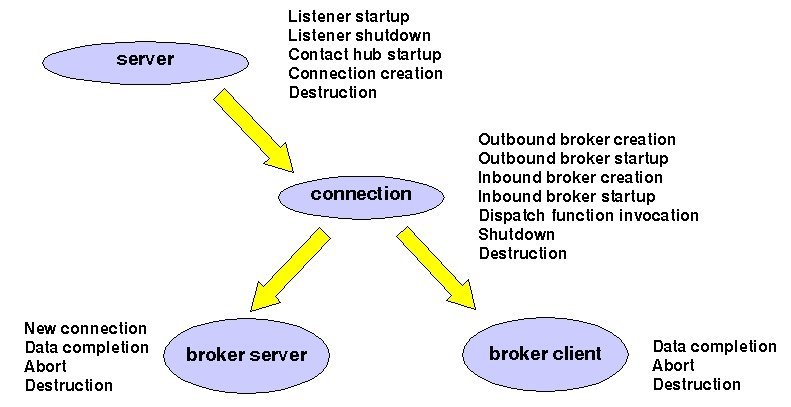 server
Listener startup
Listener shutdown
Contact hub startup
Connection creation
Destruction
connection
Outbound broker creation
Outbound broker startup
Inbound broker creation
Inbound broker startup
Dispatch function invocation
Shutdown
Destruction
New connection
Data completion
Abort
Destruction
broker server
broker client
Data completion
Abort
Destruction